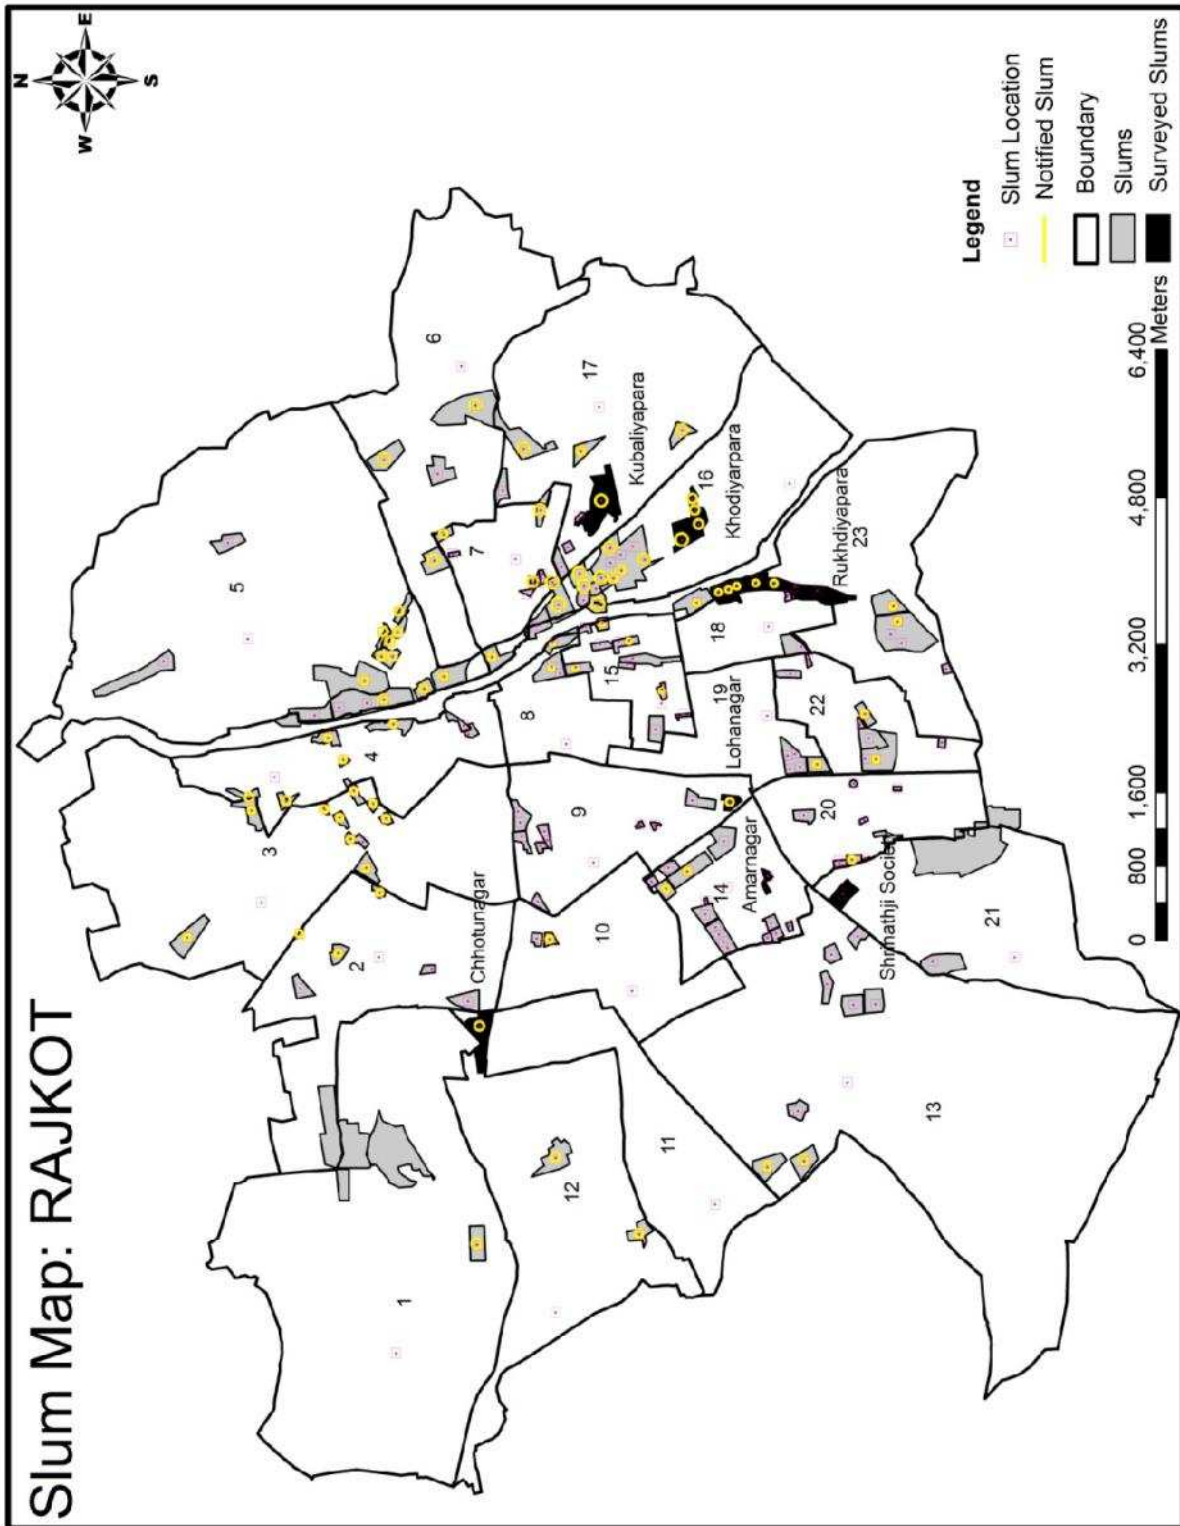 Slum Map: RAJKOT
N
W
E
S
1
2
3
4
5
6
7
8
9
10
11
12
13
14
15
16
17
18
19
20
21
22
23
Chhotunagar
Kubaliyapara
Khodiyarpara
Rukhdiyapara
Lohanagar
Amarnagar
Shrinathji Societ
Legend
Slum Location
Notified Slum
Boundary
Slums
Surveyed Slums
0 800 1,600 3,200 4,800 6,400
Meters